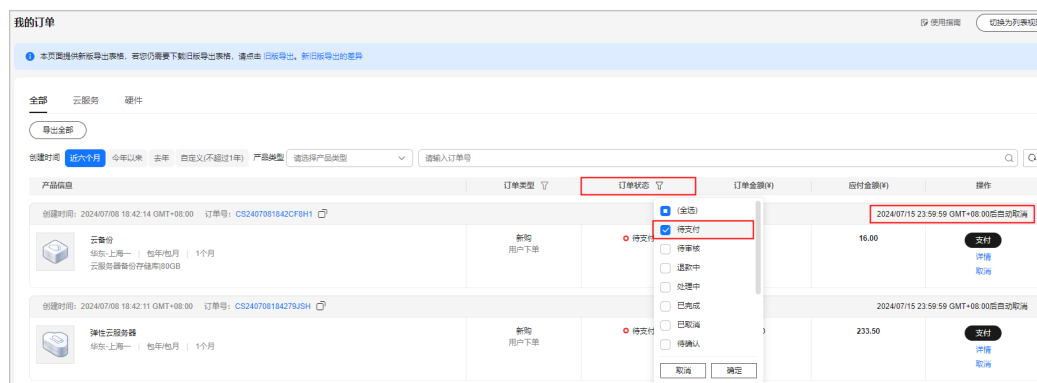 我的订单
使用指南
切换为列表视图
本页面提供新版导出表格，若您仍需要下载旧版导出表格，请点击 旧版导出。新旧版导出的差异
全部 云服务 硬件
导出全部
创建时间 近六个月 今年以来 去年 自定义(不超过1年) 产品类型 请选择产品类型 请输入订单号
产品信息 订单类型 订单状态 订单金额(¥) 应付金额(¥) 操作
创建时间：2024/07/08 18:42:14 GMT+08:00 订单号：CS2407081842CF8H1 2024/07/15 23:59:59 GMT+08:00后自动取消
云备份
华东-上海一 | 包年/包月 | 1个月
云服务器备份存储库|80GB
新购
用户下单
待支付
16.00
支付
详情
取消
创建时间：2024/07/08 18:42:11 GMT+08:00 订单号：CS240708184279JSH 2024/07/15 23:59:59 GMT+08:00后自动取消
弹性云服务器
华东-上海一 | 包年/包月 | 1个月
新购
用户下单
待支付
233.50
支付
详情
取消
(全选)
待支付
待审核
退款中
处理中
已完成
已取消
待确认
取消 确定